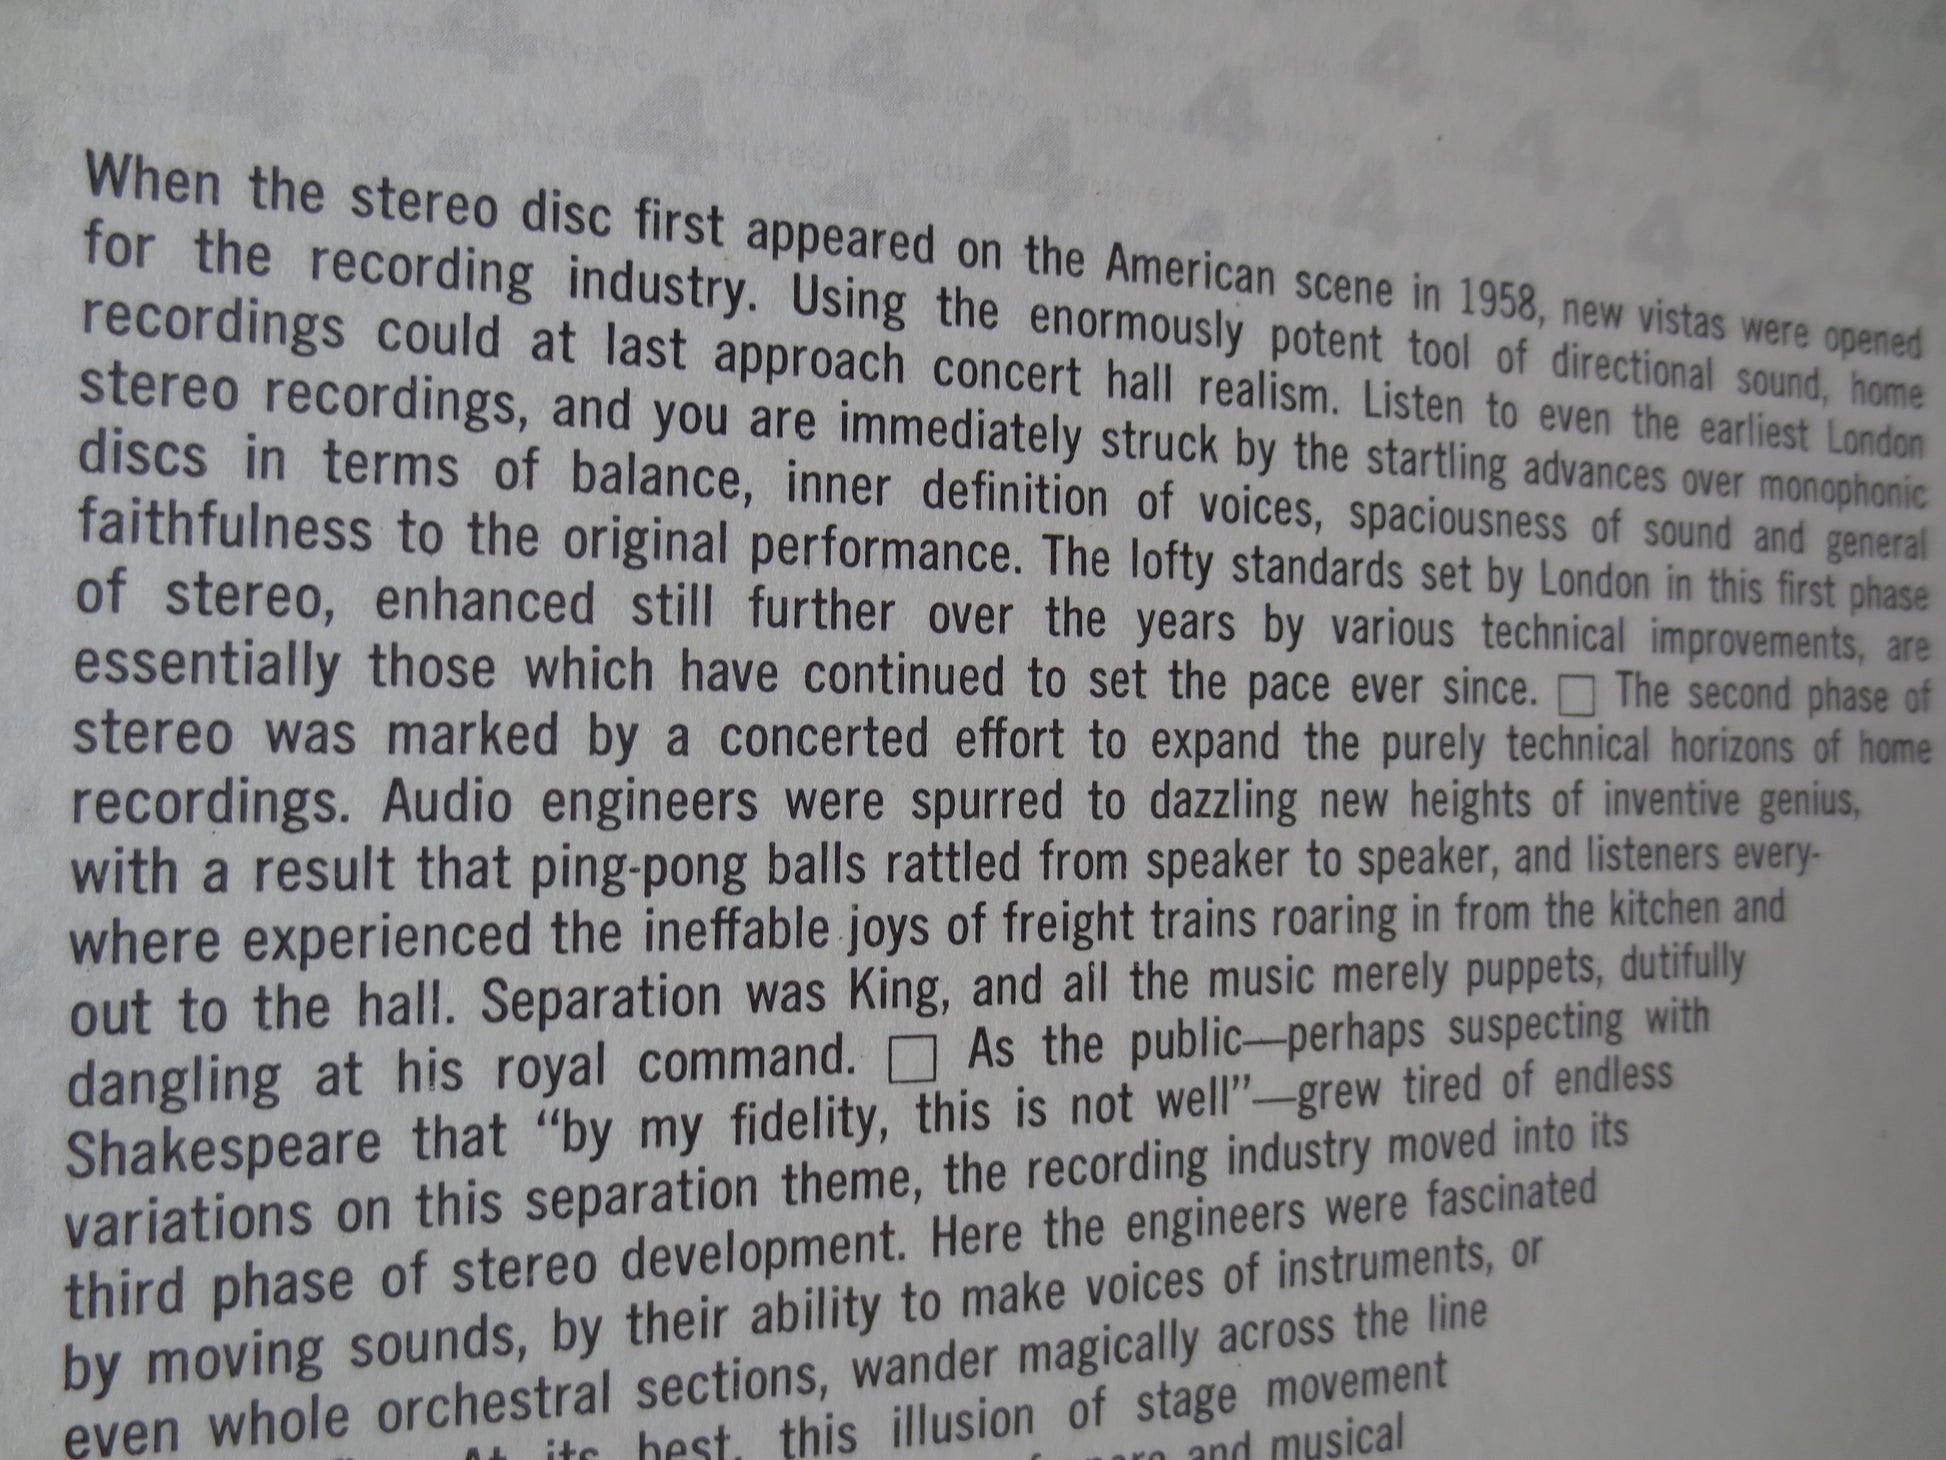 When the stereo disc first appeared on the American scene in 1958, new vistas were opened
for the recording industry. Using the enormously potent tool of directional sound, home
recordings could at last approach concert hall realism. Listen to even the earliest London
stereo recordings, and you are immediately struck by the startling advances over monophonic
discs in terms of balance, inner definition of voices, spaciousness of sound and general
faithfulness to the original performance. The lofty standards set by London in this first phase
of stereo, enhanced still further over the years by various technical improvements, are
essentially those which have continued to set the pace ever since. □ The second phase of
stereo was marked by a concerted effort to expand the purely technical horizons of home
recordings. Audio engineers were spurred to dazzling new heights of inventive genius,
with a result that ping-pong balls rattled from speaker to speaker, and listeners every-
where experienced the ineffable joys of freight trains roaring in from the kitchen and
out to the hall. Separation was King, and all the music merely puppets, dutifully
dangling at his royal command. □ As the public—perhaps suspecting with
Shakespeare that “by my fidelity, this is not well”—grew tired of endless
variations on this separation theme, the recording industry moved into its
third phase of stereo development. Here the engineers were fascinated
by moving sounds, by their ability to make voices of instruments, or
even whole orchestral sections, wander magically across the line
At its best, this illusion of stage movement
and musical